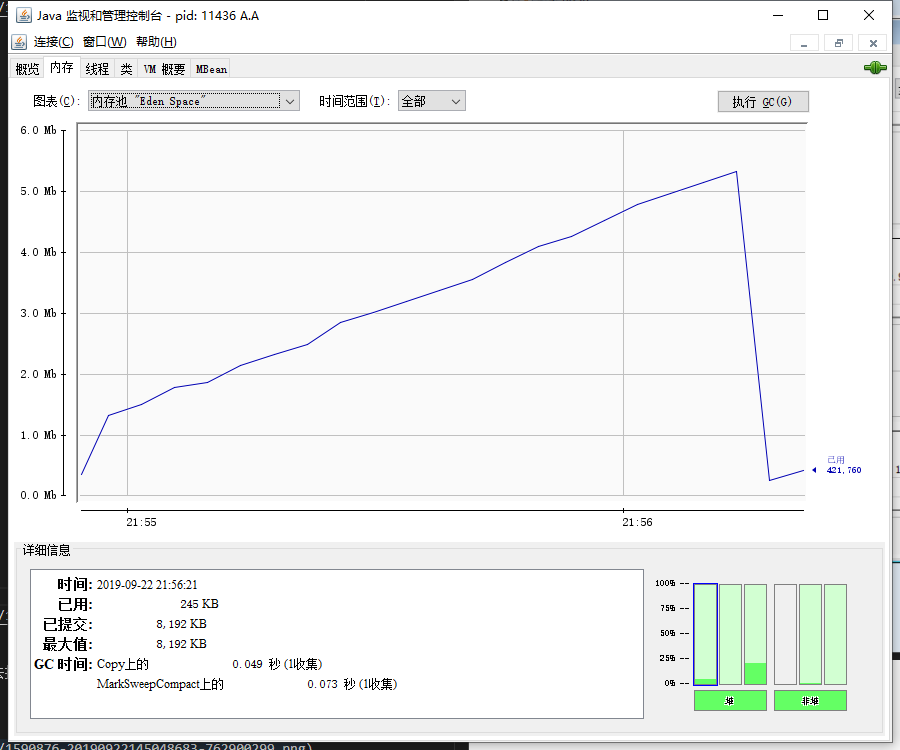 Java 监视和管理控制台 - pid: 11436 A.A
连接(C) 窗口(W) 帮助(H)
概览 内存 线程 类 VM 概要 MBean
图表(C): 内存池 "Eden Space" 时间范围(T): 全部 执行 GC(G)
6.0 Mb
5.0 Mb
4.0 Mb
3.0 Mb
2.0 Mb
1.0 Mb
已用
421,760
0.0 Mb
21:55 21:56
详细信息
时间: 2019-09-22 21:56:21
已用: 245 KB
已提交: 8,192 KB
最大值: 8,192 KB
GC 时间: Copy上的 0.049 秒 (1收集)
MarkSweepCompact上的 0.073 秒 (1收集)
100% --
75% --
50% --
25% --
0% --
堆 非堆
/1590876-20190922145048683-762900299.png)